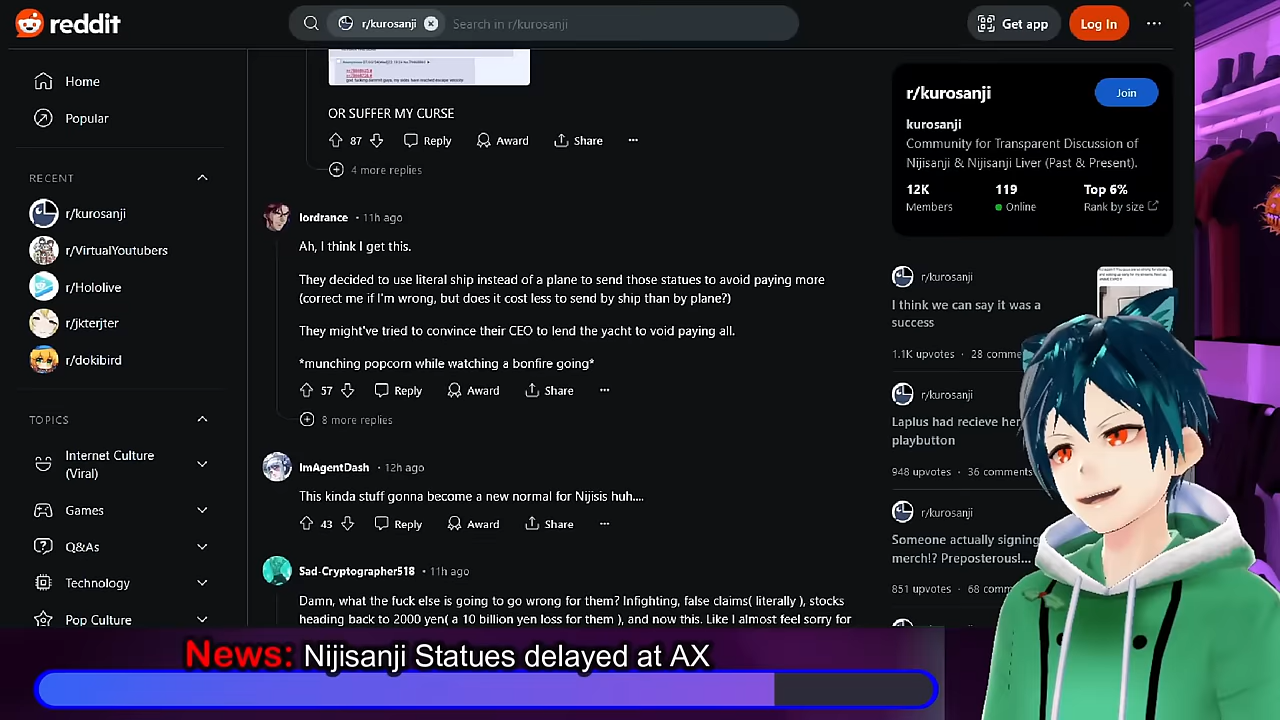 reddit
r/kurosanji
Search in r/kurosanji
Get app
Log In
Home
Popular
RECENT
r/kurosanji
r/VirtualYoutubers
r/Hololive
r/jkterjter
r/dokibird
TOPICS
Internet Culture
(Viral)
Games
Q&As
Technology
Pop Culture
OR SUFFER MY CURSE
87 Reply Award Share
4 more replies
lordrance • 11h ago
Ah, I think I get this.
They decided to use literal ship instead of a plane to send those statues to avoid paying more
(correct me if I'm wrong, but does it cost less to send by ship than by plane?)
They might've tried to convince their CEO to lend the yacht to void paying all.
*munching popcorn while watching a bonfire going*
57 Reply Award Share
8 more replies
ImAgentDash • 12h ago
This kinda stuff gonna become a new normal for Nijisis huh....
43 Reply Award Share
Sad-Cryptographer518 • 11h ago
Damn, what the fuck else is going to go wrong for them? Infighting, false claims( literally ), stocks
heading back to 2000 yen( a 10 billion yen loss for them ), and now this. Like I almost feel sorry for
r/kurosanji
Join
kurosanji
Community for Transparent Discussion of
Nijisanji & Nijisanji Liver (Past & Present).
12K 119 Top 6%
Members Online Rank by size
r/kurosanji
I think we can say it was a
success
1.1K upvotes • 28 comme
r/kurosanji
Laplus had recieve her
playbutton
948 upvotes • 36 comments
r/kurosanji
Someone actually signing
merch!? Preposterous!...
851 upvotes • 68 com
News: Nijisanji Statues delayed at AX